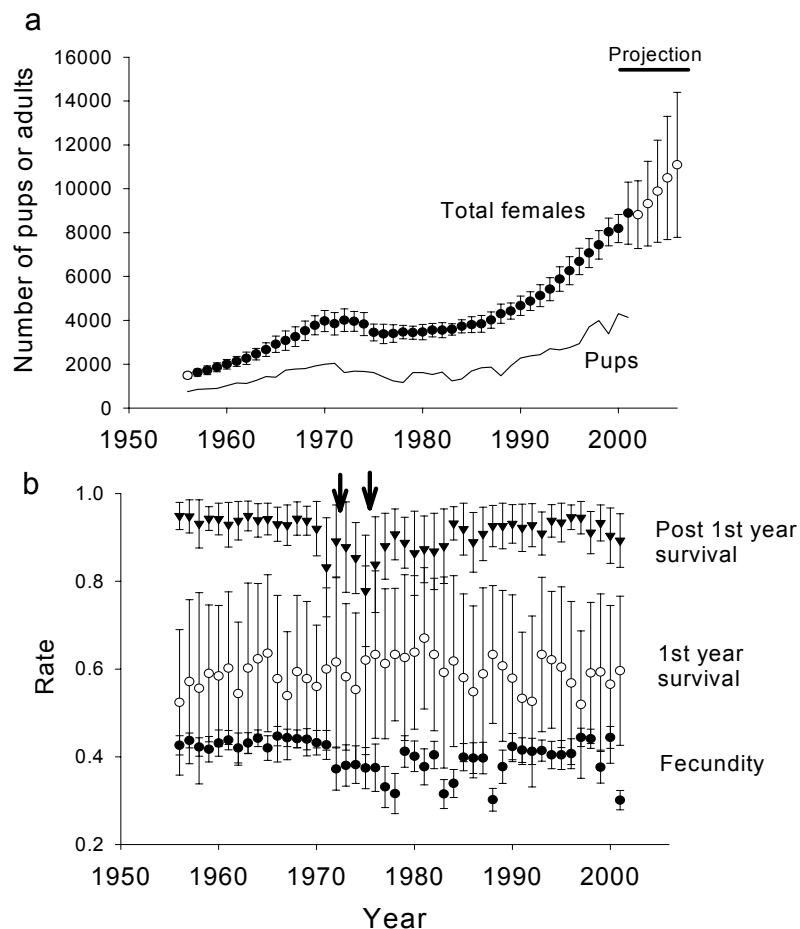 a
Projection
16000
14000
12000
10000
8000
6000
4000
2000
0
Number of pups or adults
Total females
Pups
1950
1960
1970
1980
1990
2000
b
1.0
0.8
0.6
0.4
0.2
Rate
Post 1st year
survival
1st year
survival
Fecundity
1950
1960
1970
1980
1990
2000
Year